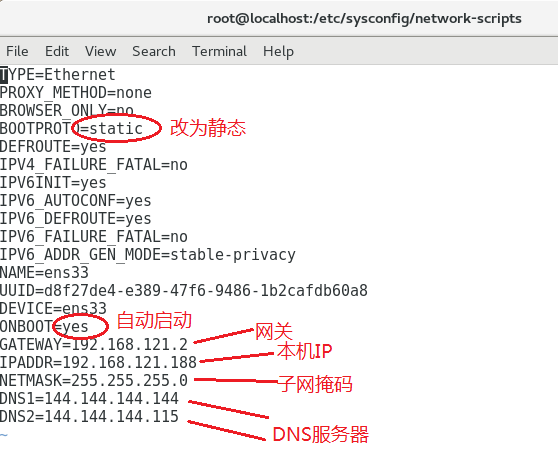 root@localhost:/etc/sysconfig/network-scripts
File Edit View Search Terminal Help
TYPE=Ethernet
PROXY_METHOD=none
BROWSER_ONLY=no
BOOTPROTO=static 改为静态
DEFROUTE=yes
IPV4_FAILURE_FATAL=no
IPV6INIT=yes
IPV6_AUTOCONF=yes
IPV6_DEFROUTE=yes
IPV6_FAILURE_FATAL=no
IPV6_ADDR_GEN_MODE=stable-privacy
NAME=ens33
UUID=d8f27de4-e389-47f6-9486-1b2cafdb60a8
DEVICE=ens33
ONBOOT=yes 自动启动
GATEWAY=192.168.121.2 网关
IPADDR=192.168.121.188 本机IP
NETMASK=255.255.255.0 子网掩码
DNS1=144.144.144.144
DNS2=144.144.144.115 DNS服务器
~